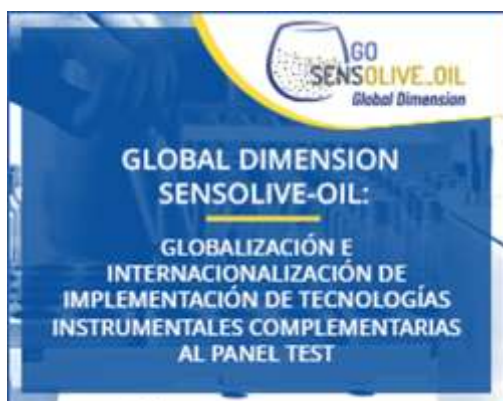 GO
SENSOLIVE_OIL
Global Dimension
GLOBAL DIMENSION
SENSOLIVE-OIL:
GLOBALIZACIÓN E
INTERNACIONALIZACIÓN DE
IMPLEMENTACIÓN DE TECNOLOGÍAS
INSTRUMENTALES COMPLEMENTARIAS
AL PANEL TEST